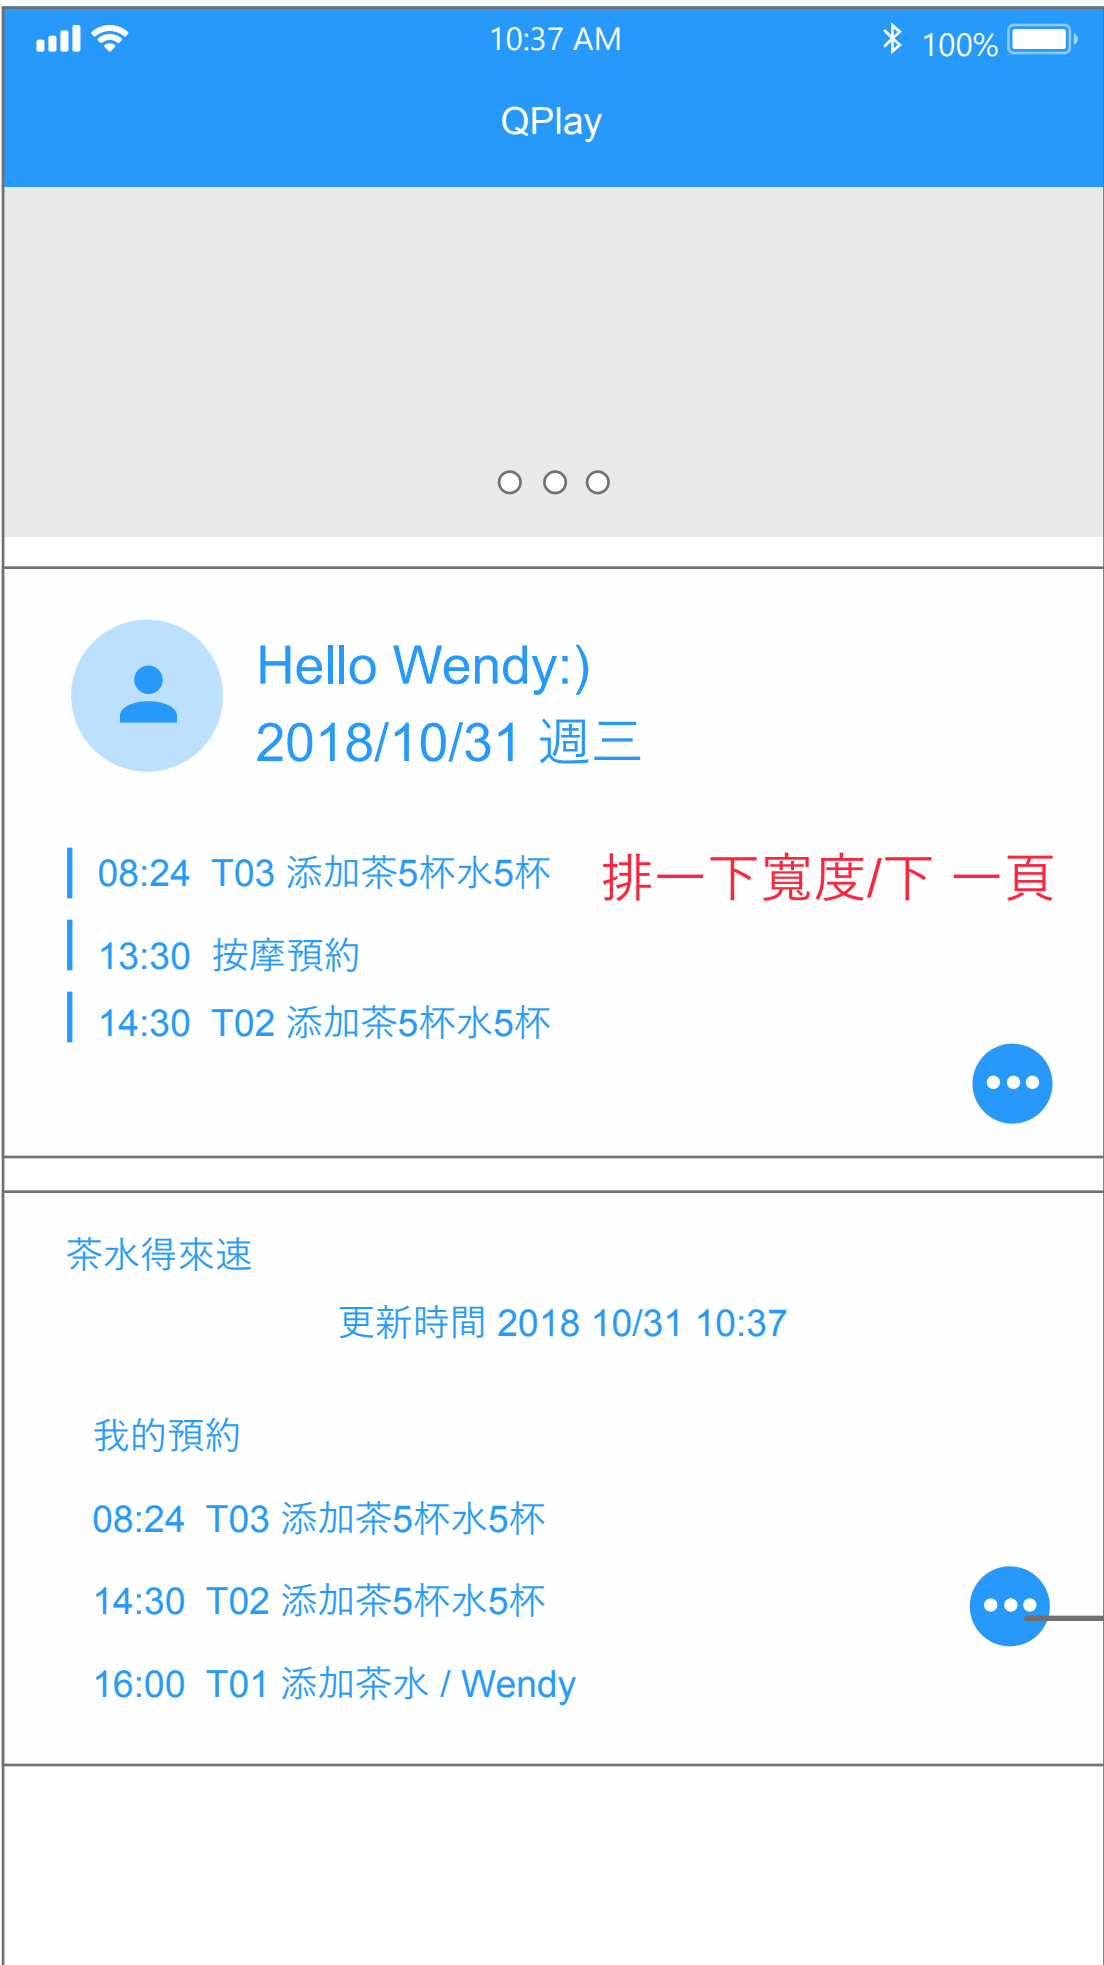 10:37 AM
100%
QPlay
Hello Wendy:)
2018/10/31 週三
08:24 T03 添加茶5杯水5杯
排一下寬度/下 一頁
13:30 按摩預約
14:30 T02 添加茶5杯水5杯
茶水得來速
更新時間 2018 10/31 10:37
我的預約
08:24 T03 添加茶5杯水5杯
14:30 T02 添加茶5杯水5杯
16:00 T01 添加茶水 / Wendy